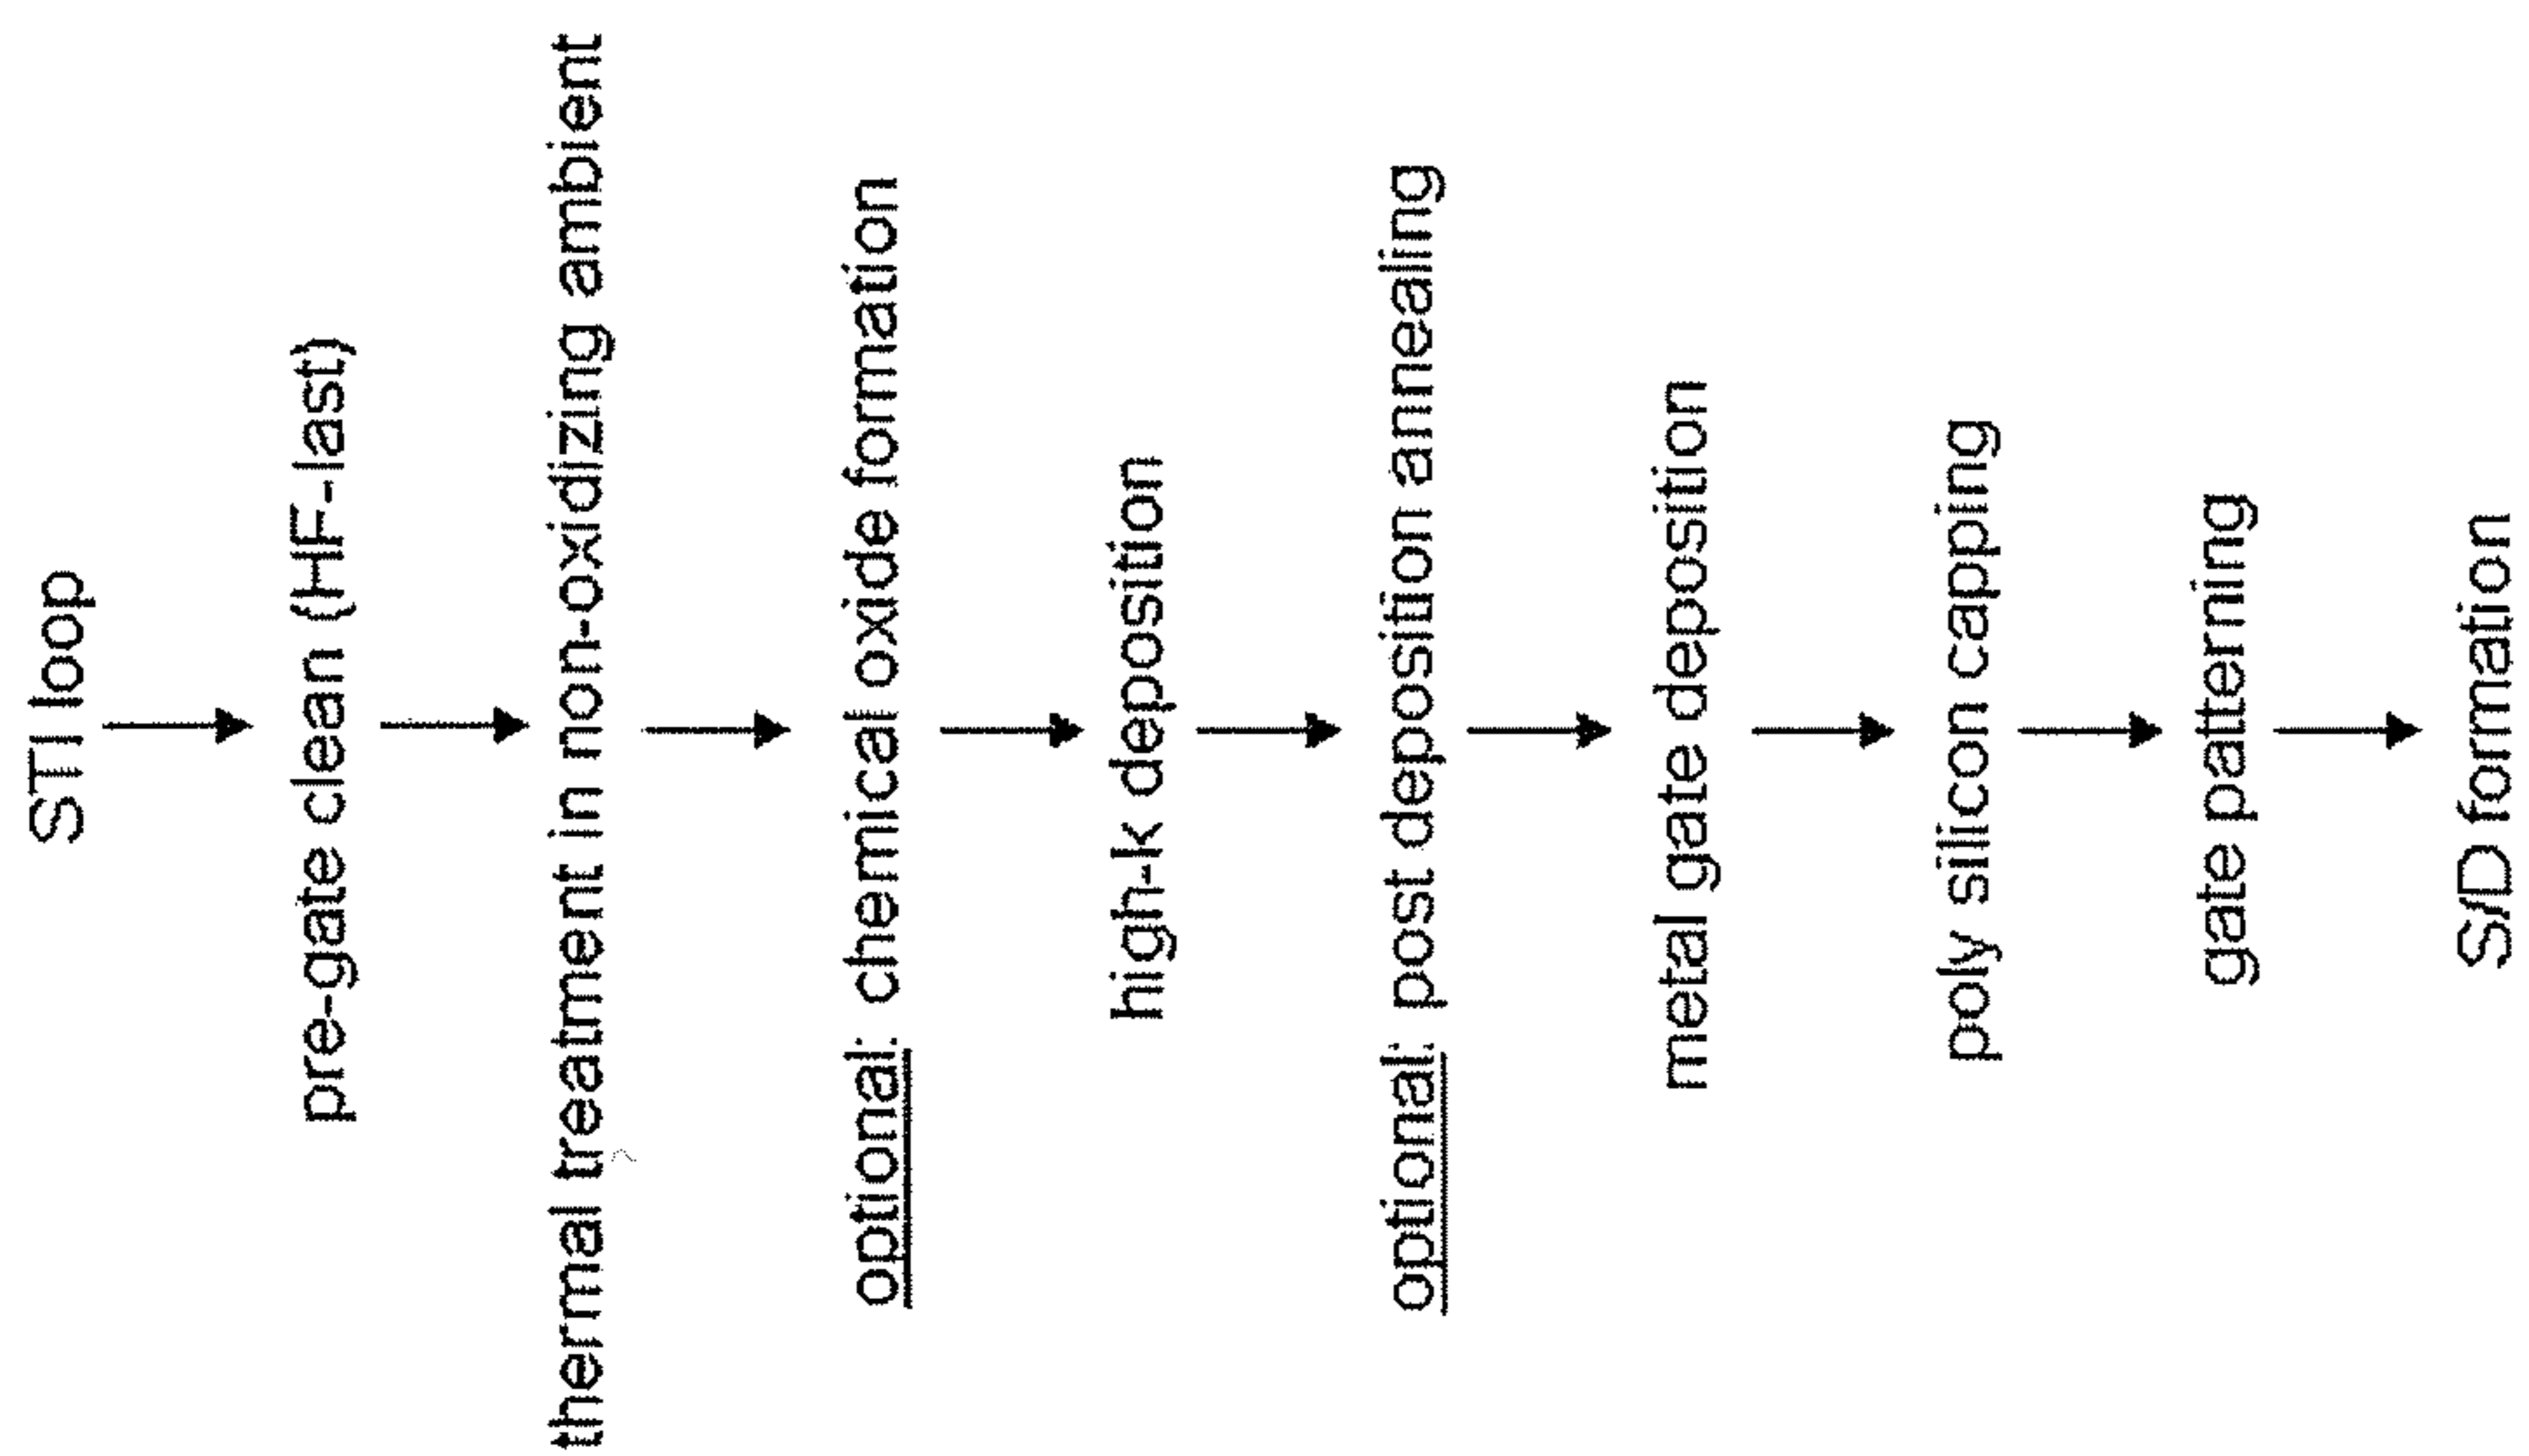 STI loop
pre-gate clean (HF-last)
thermal treatment in non-oxidizing ambient
optional: chemical oxide formation
high-k deposition
optional: post deposition annealing
metal gate deposition
poly silicon capping
gate patterning
S/D formation